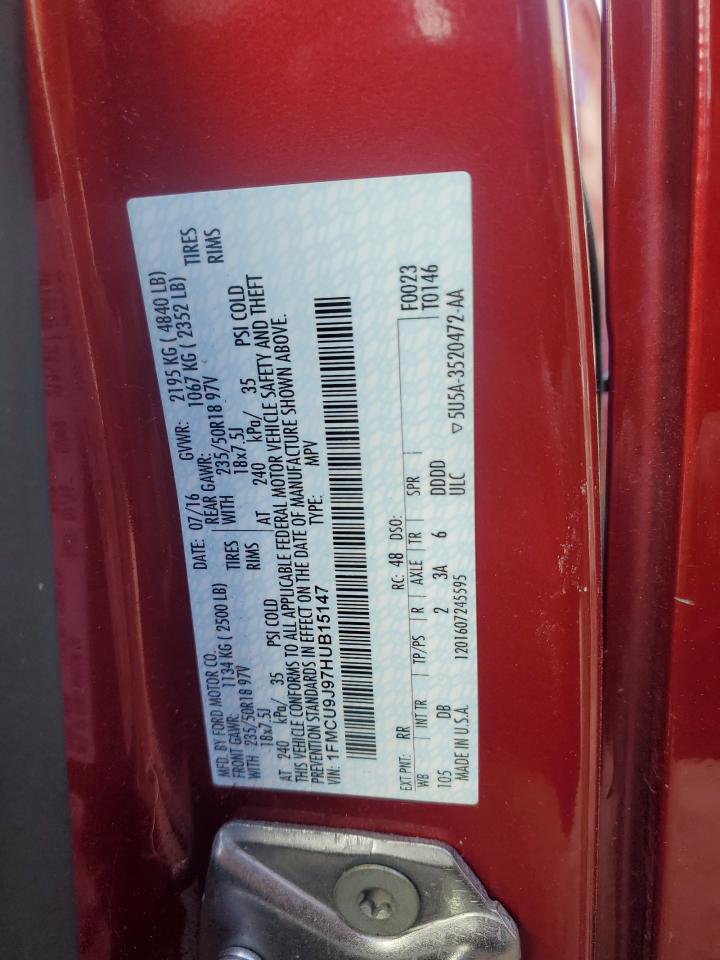 MFD. BY FORD MOTOR CO.
DATE: 07/16 GVWR: 2195 KG ( 4840 LB)
FRONT GAWR: 1134 KG ( 2500 LB) REAR GAWR: 1067 KG ( 2352 LB)
WITH 235/50R18 97V TIRES WITH 235/50R18 97V TIRES
18x7.5J RIMS 18x7.5J RIMS
AT 240 kPa/ 35 PSI COLD AT 240 kPa/ 35 PSI COLD
THIS VEHICLE CONFORMS TO ALL APPLICABLE FEDERAL MOTOR VEHICLE SAFETY AND THEFT
PREVENTION STANDARDS IN EFFECT ON THE DATE OF MANUFACTURE SHOWN ABOVE.
VIN: 1FMCU9J97HUB15147 TYPE: MPV
F0023
T0146
EXT PNT: RR RC: 48 DSO:
WB INT TR TP/PS R AXLE TR SPR
105 DB 2 3A 6 DDDD
MADE IN U.S.A. 1201607245595 ULC ▽5U5A-3520472-AA